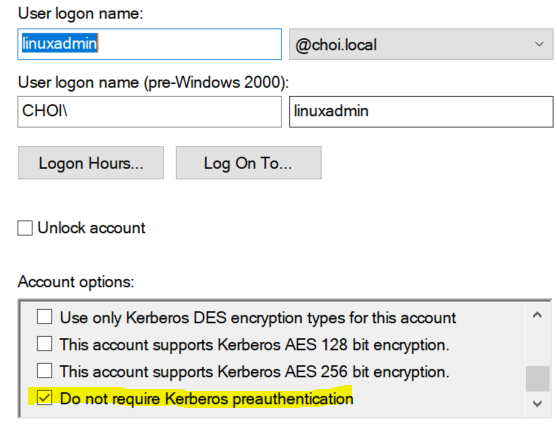 User logon name:
linuxadmin @choi.local
User logon name (pre-Windows 2000):
CHOI\ linuxadmin
Logon Hours... Log On To...
Unlock account
Account options:
Use only Kerberos DES encryption types for this account
This account supports Kerberos AES 128 bit encryption.
This account supports Kerberos AES 256 bit encryption.
Do not require Kerberos preauthentication